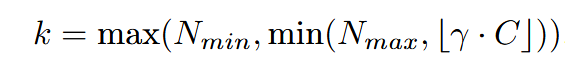 k = max(N_min, min(N_max, ⌊γ · C⌋))